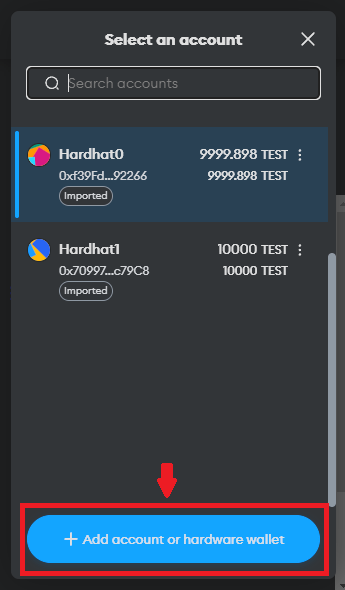 Select an account
Search accounts
Hardhat0 9999.898 TEST
0xf39Fd...92266 9999.898 TEST
Imported
Hardhat1 10000 TEST
0x70997...c79C8 10000 TEST
Imported
+ Add account or hardware wallet